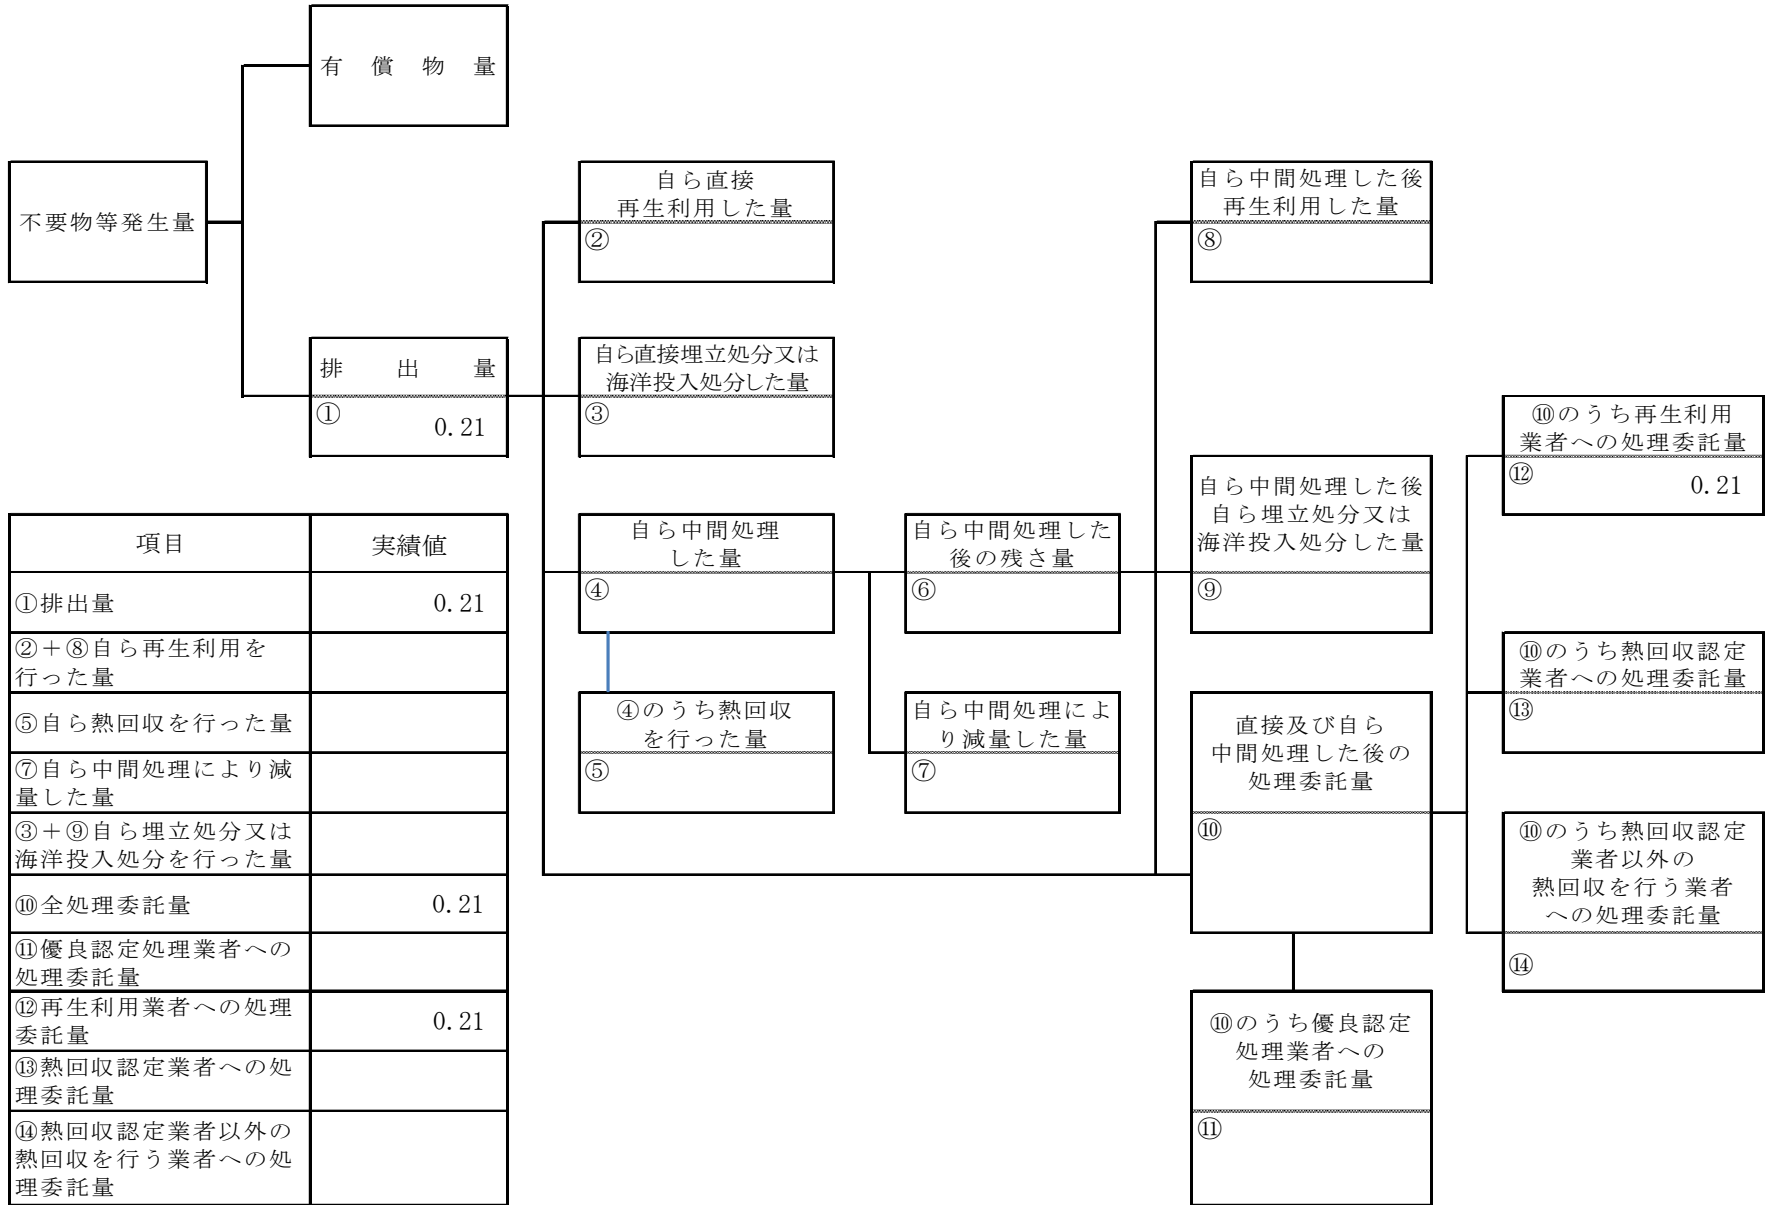 有償物量
不要物等発生量
排出量
①
0.21
自ら直接
再生利用した量
②
自ら直接埋立処分又は
海洋投入処分した量
③
自ら中間処理
した量
④
④のうち熱回収
を行った量
⑤
自ら中間処理した
後の残さ量
⑥
自ら中間処理によ
り減量した量
⑦
自ら中間処理した後
再生利用した量
⑧
自ら中間処理した後
自ら埋立処分又は
海洋投入処分した量
⑨
直接及び自ら
中間処理した後の
処理委託量
⑩
⑩のうち優良認定
処理業者への
処理委託量
⑪
⑩のうち再生利用
業者への処理委託量
⑫
0.21
⑩のうち熱回収認定
業者への処理委託量
⑬
⑩のうち熱回収認定
業者以外の
熱回収を行う業者
への処理委託量
⑭
項目 実績値
①排出量 0.21
②+⑧自ら再生利用を
行った量
⑤自ら熱回収を行った量
⑦自ら中間処理により減
量した量
③+⑨自ら埋立処分又は
海洋投入処分を行った量
⑩全処理委託量 0.21
⑪優良認定処理業者への
処理委託量
⑫再生利用業者への処理
委託量 0.21
⑬熱回収認定業者への処
理委託量
⑭熱回収認定業者以外の
熱回収を行う業者への処
理委託量